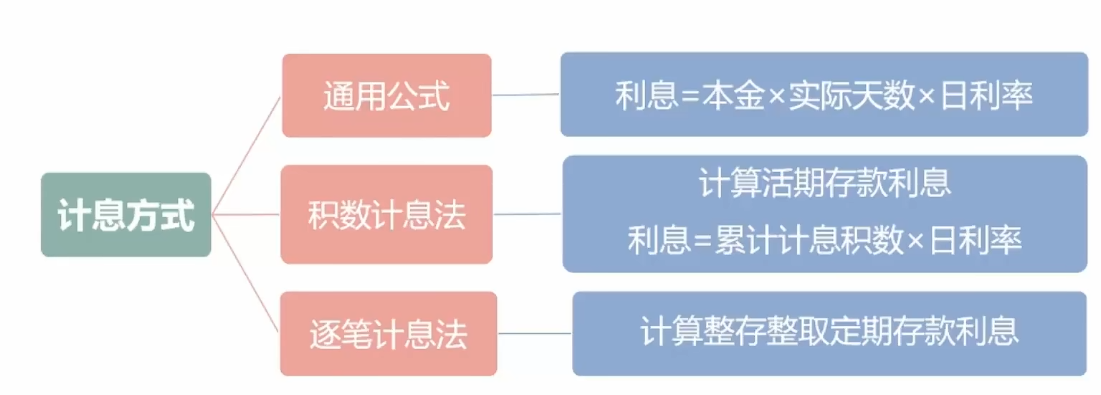 计息方式
通用公式
利息=本金×实际天数×日利率
积数计息法
计算活期存款利息
利息=累计计息积数×日利率
逐笔计息法
计算整存整取定期存款利息